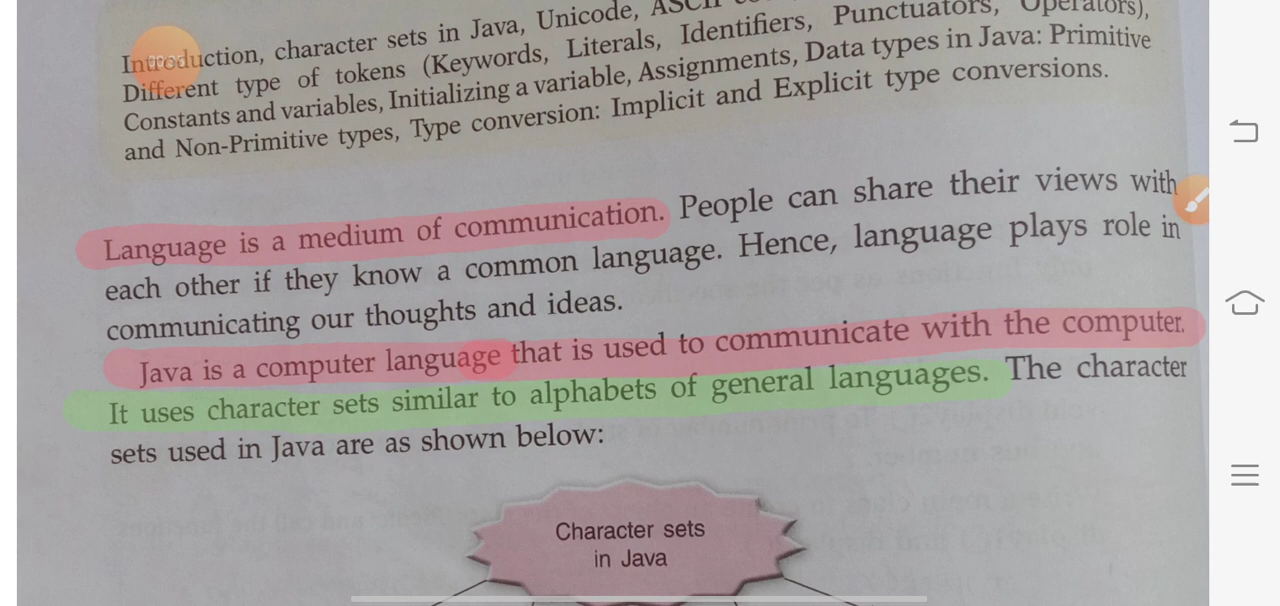 Introduction, character sets in Java, Unicode, ASCII
Different type of tokens (Keywords, Literals, Identifiers, Punctuators, Operators),
Constants and variables, Initializing a variable, Assignments, Data types in Java: Primitive
and Non-Primitive types, Type conversion: Implicit and Explicit type conversions.
Language is a medium of communication. People can share their views with
each other if they know a common language. Hence, language plays role in
communicating our thoughts and ideas.
Java is a computer language that is used to communicate with the computer.
It uses character sets similar to alphabets of general languages. The character
sets used in Java are as shown below:
Character sets
in Java